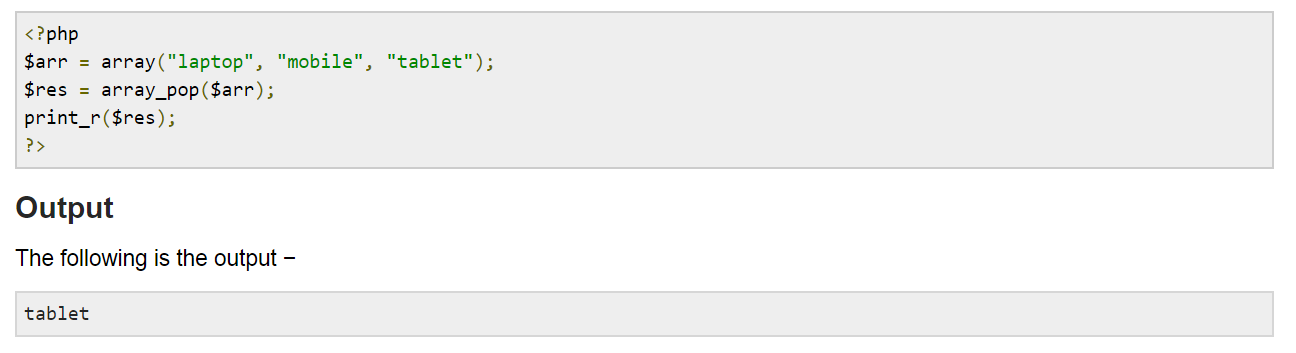 <?php
$arr = array("laptop", "mobile", "tablet");
$res = array_pop($arr);
print_r($res);
?>
Output
The following is the output −
tablet